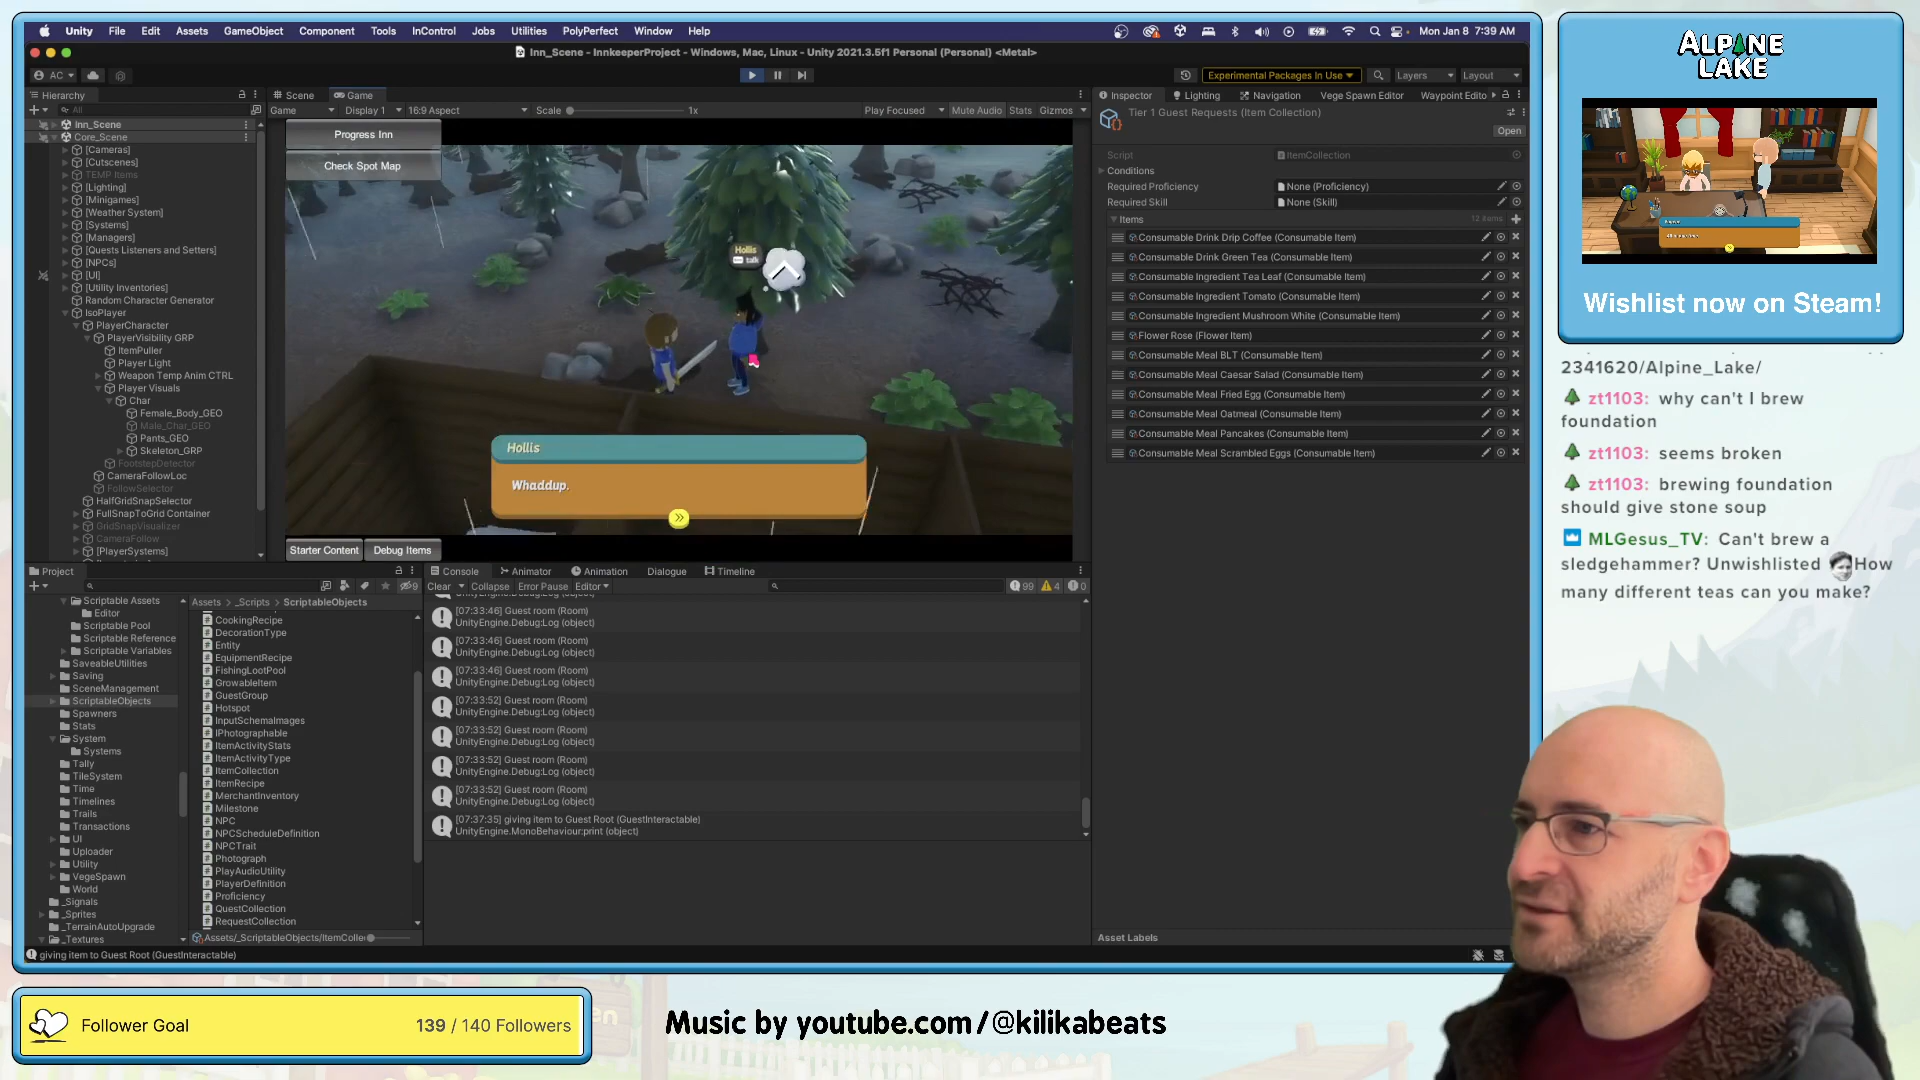 Unity File Edit Assets GameObject Component Tools InControl Jobs Utilities PolyPerfect Window Help
Mon Jan 8 7:39 AM
Inn_Scene - InnkeeperProject - Windows, Mac, Linux - Unity 2021.3.5f1 Personal (Personal) <Metal>
AC
Experimental Packages In Use
Layers
Layout
Hierarchy
All
Inn_Scene
Core_Scene
[Cameras]
[Cutscenes]
TEMP Items
[Lighting]
[Minigames]
[Weather System]
[Systems]
[Managers]
[Quests Listeners and Setters]
[NPCs]
[UI]
[Utility Inventories]
Random Character Generator
IsoPlayer
PlayerCharacter
PlayerVisibility GRP
ItemPuller
Player Light
Weapon Temp Anim CTRL
Player Visuals
Char
Female_Body_GEO
Male_Char_GEO
Pants_GEO
Skeleton_GRP
FootstepDetector
CameraFollowLoc
FollowSelector
HalfGridSnapSelector
FullSnapToGrid Container
GridSnapVisualizer
CameraFollow
[PlayerSystems]
Scene
Game
Game
Display 1
16:9 Aspect
Scale
1x
Play Focused
Mute Audio
Stats
Gizmos
Progress Inn
Check Spot Map
Hollis
talk
Hollis
Whaddup.
Starter Content
Debug Items
Inspector
Lighting
Navigation
Vege Spawn Editor
Waypoint Edito
Tier 1 Guest Requests (Item Collection)
Open
Script
ItemCollection
Conditions
Required Proficiency
None (Proficiency)
Required Skill
None (Skill)
Items
12 items
Consumable Drink Drip Coffee (Consumable Item)
Consumable Drink Green Tea (Consumable Item)
Consumable Ingredient Tea Leaf (Consumable Item)
Consumable Ingredient Tomato (Consumable Item)
Consumable Ingredient Mushroom White (Consumable Item)
Flower Rose (Flower Item)
Consumable Meal BLT (Consumable Item)
Consumable Meal Caesar Salad (Consumable Item)
Consumable Meal Fried Egg (Consumable Item)
Consumable Meal Oatmeal (Consumable Item)
Consumable Meal Pancakes (Consumable Item)
Consumable Meal Scrambled Eggs (Consumable Item)
Asset Labels
Project
Scriptable Assets
Editor
Scriptable Pool
Scriptable Reference
Scriptable Variables
SaveableUtilities
Saving
SceneManagement
ScriptableObjects
Spawners
Stats
System
Systems
Tally
TileSystem
Time
Timelines
Trails
Transactions
UI
Uploader
Utility
VegeSpawn
World
_Signals
_Sprites
_TerrainAutoUpgrade
_Textures
9
Assets > _Scripts > ScriptableObjects
CookingRecipe
DecorationType
Entity
EquipmentRecipe
FishingLootPool
GrowableItem
GuestGroup
Hotspot
InputSchemaImages
IPhotographable
ItemActivityStats
ItemActivityType
ItemCollection
ItemRecipe
MerchantInventory
Milestone
NPC
NPCScheduleDefinition
NPCTrait
Photograph
PlayAudioUtility
PlayerDefinition
Proficiency
QuestCollection
RequestCollection
Assets/_ScriptableObjects/ItemColle
Console
Animator
Animation
Dialogue
Timeline
Clear
Collapse
Error Pause
Editor
99
4
0
UnityEngine.Debug:Log (object)
[07:33:46] Guest room (Room)
UnityEngine.Debug:Log (object)
[07:33:46] Guest room (Room)
UnityEngine.Debug:Log (object)
[07:33:46] Guest room (Room)
UnityEngine.Debug:Log (object)
[07:33:52] Guest room (Room)
UnityEngine.Debug:Log (object)
[07:33:52] Guest room (Room)
UnityEngine.Debug:Log (object)
[07:33:52] Guest room (Room)
UnityEngine.Debug:Log (object)
[07:33:52] Guest room (Room)
UnityEngine.Debug:Log (object)
[07:37:35] giving item to Guest Root (GuestInteractable)
UnityEngine.MonoBehaviour:print (object)
giving item to Guest Root (GuestInteractable)
ALPINE
LAKE
Wishlist now on Steam!
2341620/Alpine_Lake/
zt1103: why can't I brew
foundation
zt1103: seems broken
zt1103: brewing foundation
should give stone soup
MLGesus_TV: Can't brew a
sledgehammer? Unwishlisted How
many different teas can you make?
Follower Goal
139 / 140 Followers
Music by youtube.com/@kilikabeats